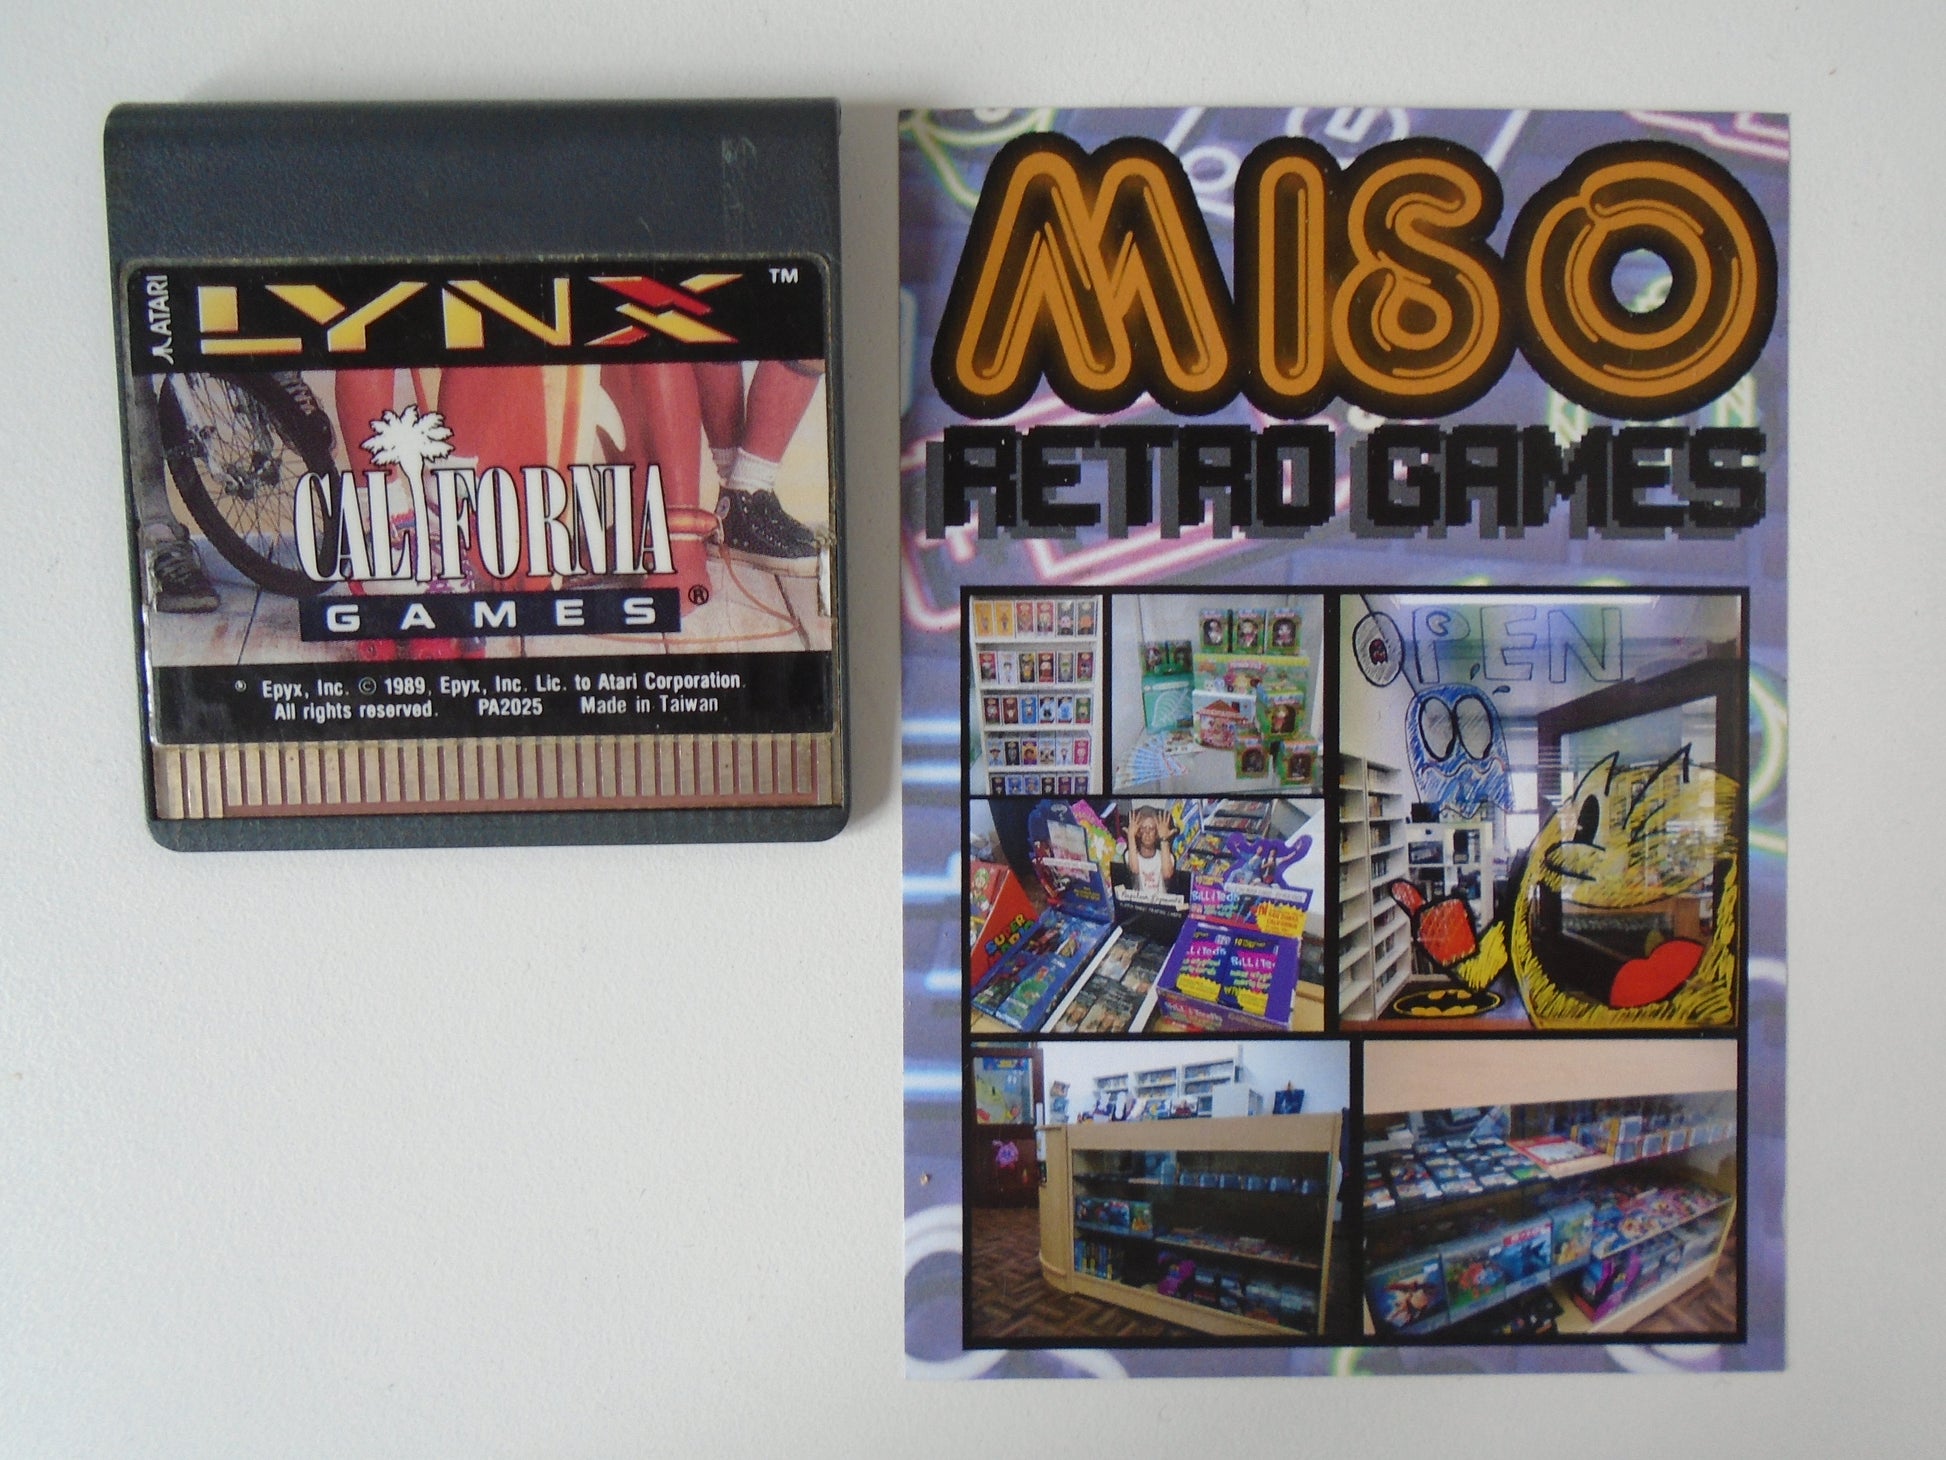 ATARI
LYNX TM
CALIFORNIA
GAMES ®
® Epyx, Inc. © 1989, Epyx, Inc. Lic. to Atari Corporation.
All rights reserved. PA2025 Made in Taiwan
MISO
RETRO GAMES
OPEN
SUPER